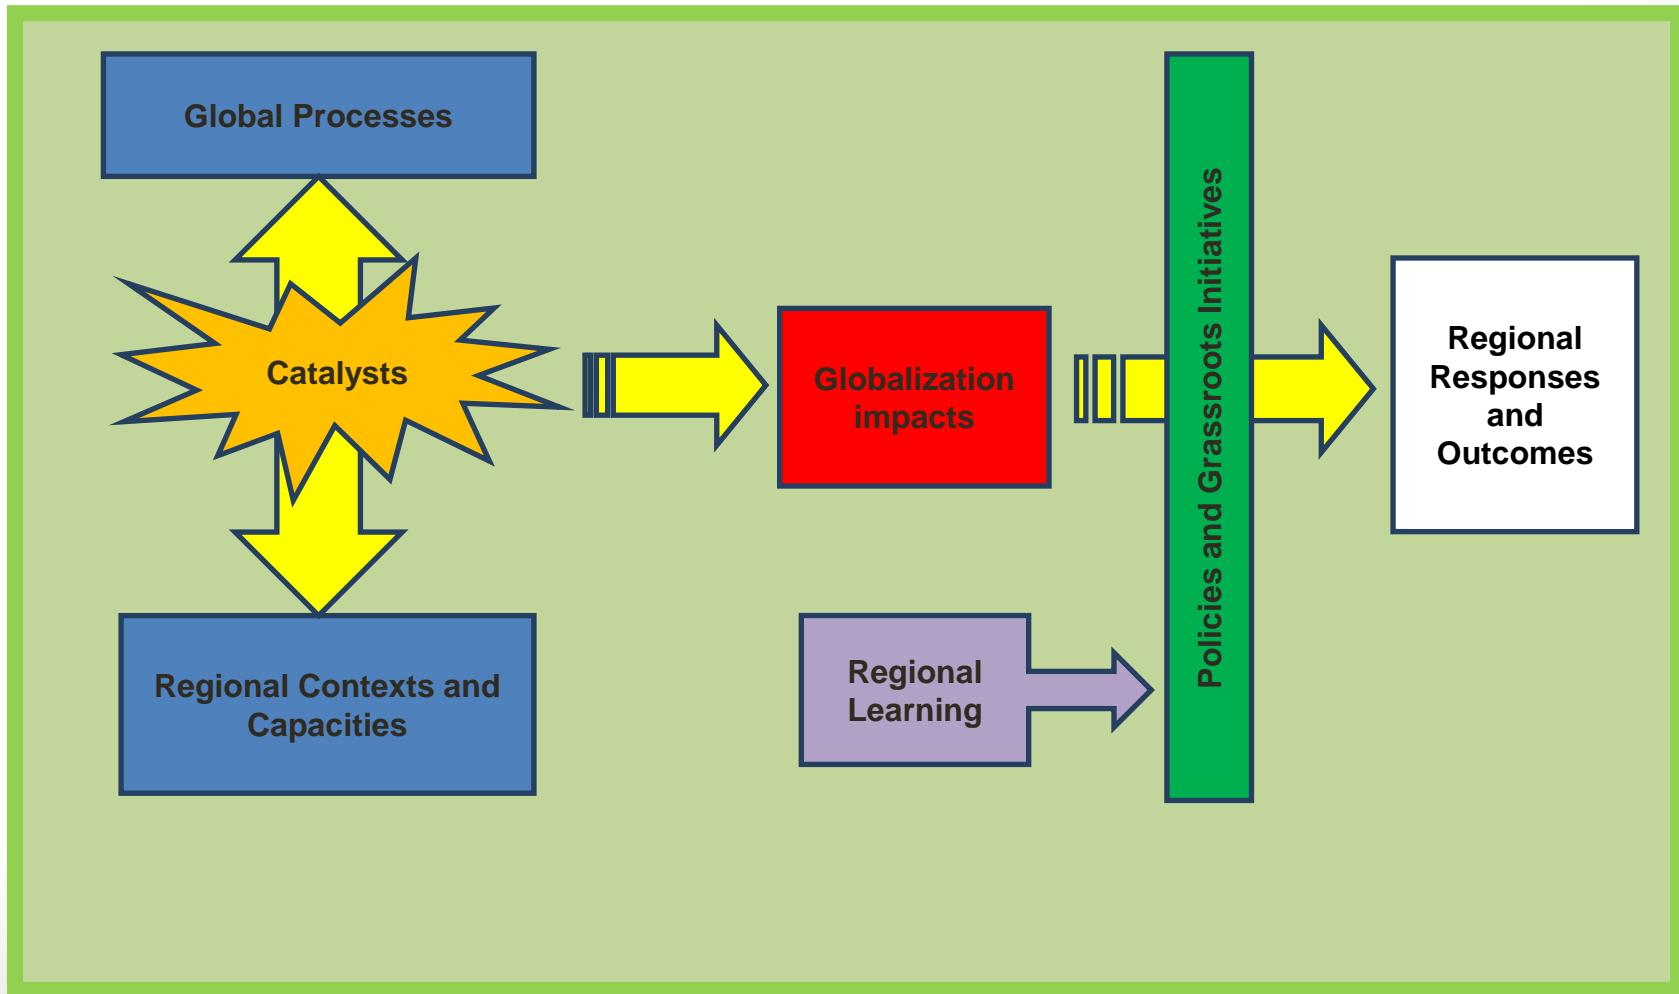 Global Processes
Catalysts
Regional Contexts and
Capacities
Globalization
impacts
Regional
Learning
Policies and Grassroots Initiatives
Regional
Responses
and
Outcomes